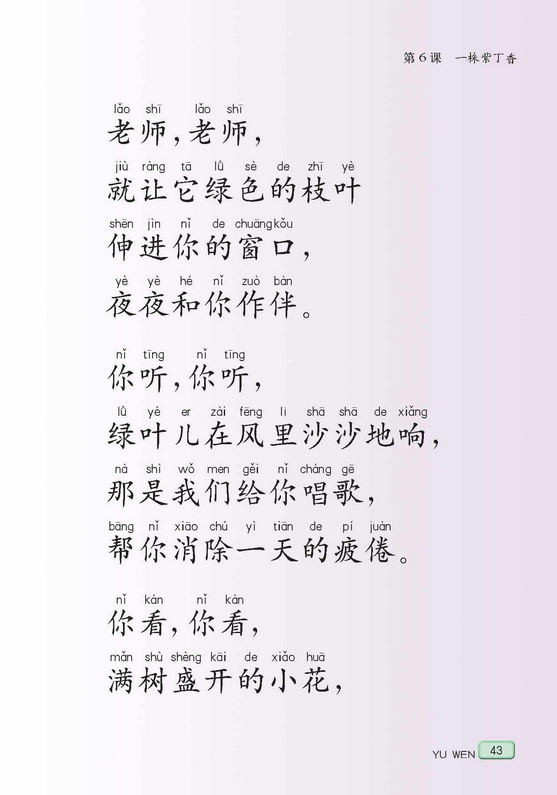 第6课 一株紫丁香
lǎo shī lǎo shī
老师，老师，
jiù ràng tā lǜ sè de zhī yè
就让它绿色的枝叶
shēn jìn nǐ de chuāng kǒu
伸进你的窗口，
yè yè hé nǐ zuò bàn
夜夜和你作伴。
nǐ tīng nǐ tīng
你听，你听，
lǜ yè er zài fēng li shā shā de xiǎng
绿叶儿在风里沙沙地响，
nà shì wǒ men gěi nǐ chàng gē
那是我们给你唱歌，
bāng nǐ xiāo chú yì tiān de pí juàn
帮你消除一天的疲倦。
nǐ kàn nǐ kàn
你看，你看，
mǎn shù shèng kāi de xiǎo huā
满树盛开的小花，
YU WEN 43